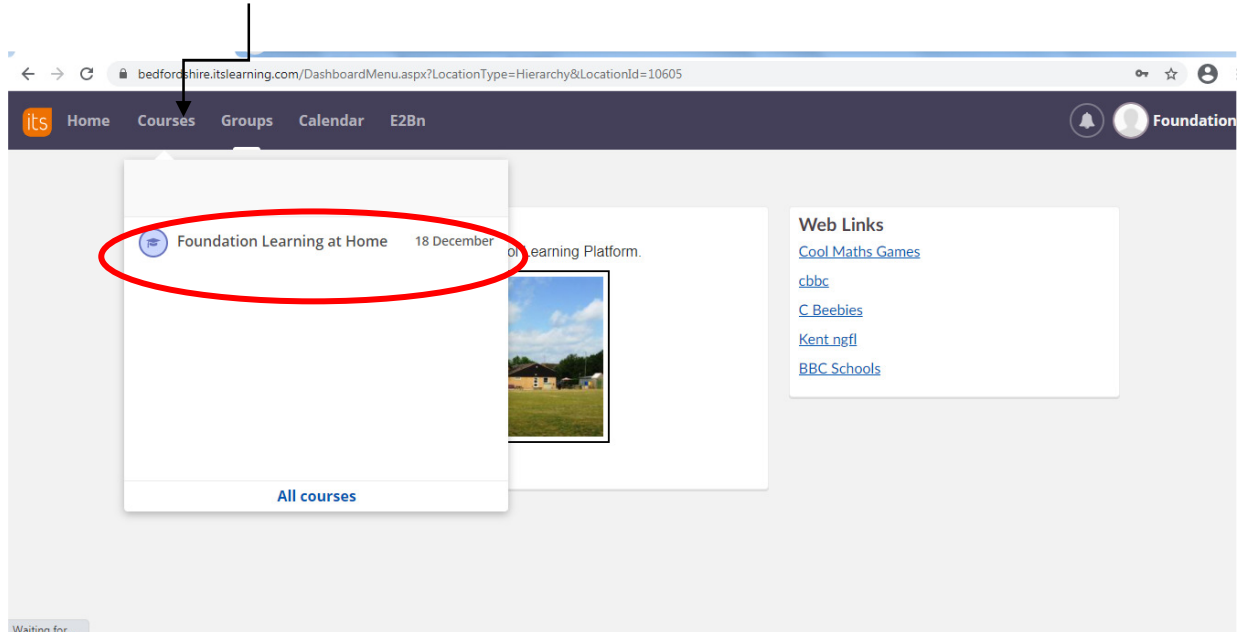 bedfordshire.itslearning.com/DashboardMenu.aspx?LocationType=Hierarchy&LocationId=10605
its Home Courses Groups Calendar E2Bn Foundation
Foundation Learning at Home 18 December
Learning Platform.
All courses
Web Links
Cool Maths Games
cbbc
C Beebies
Kent ngfl
BBC Schools
Waiting for